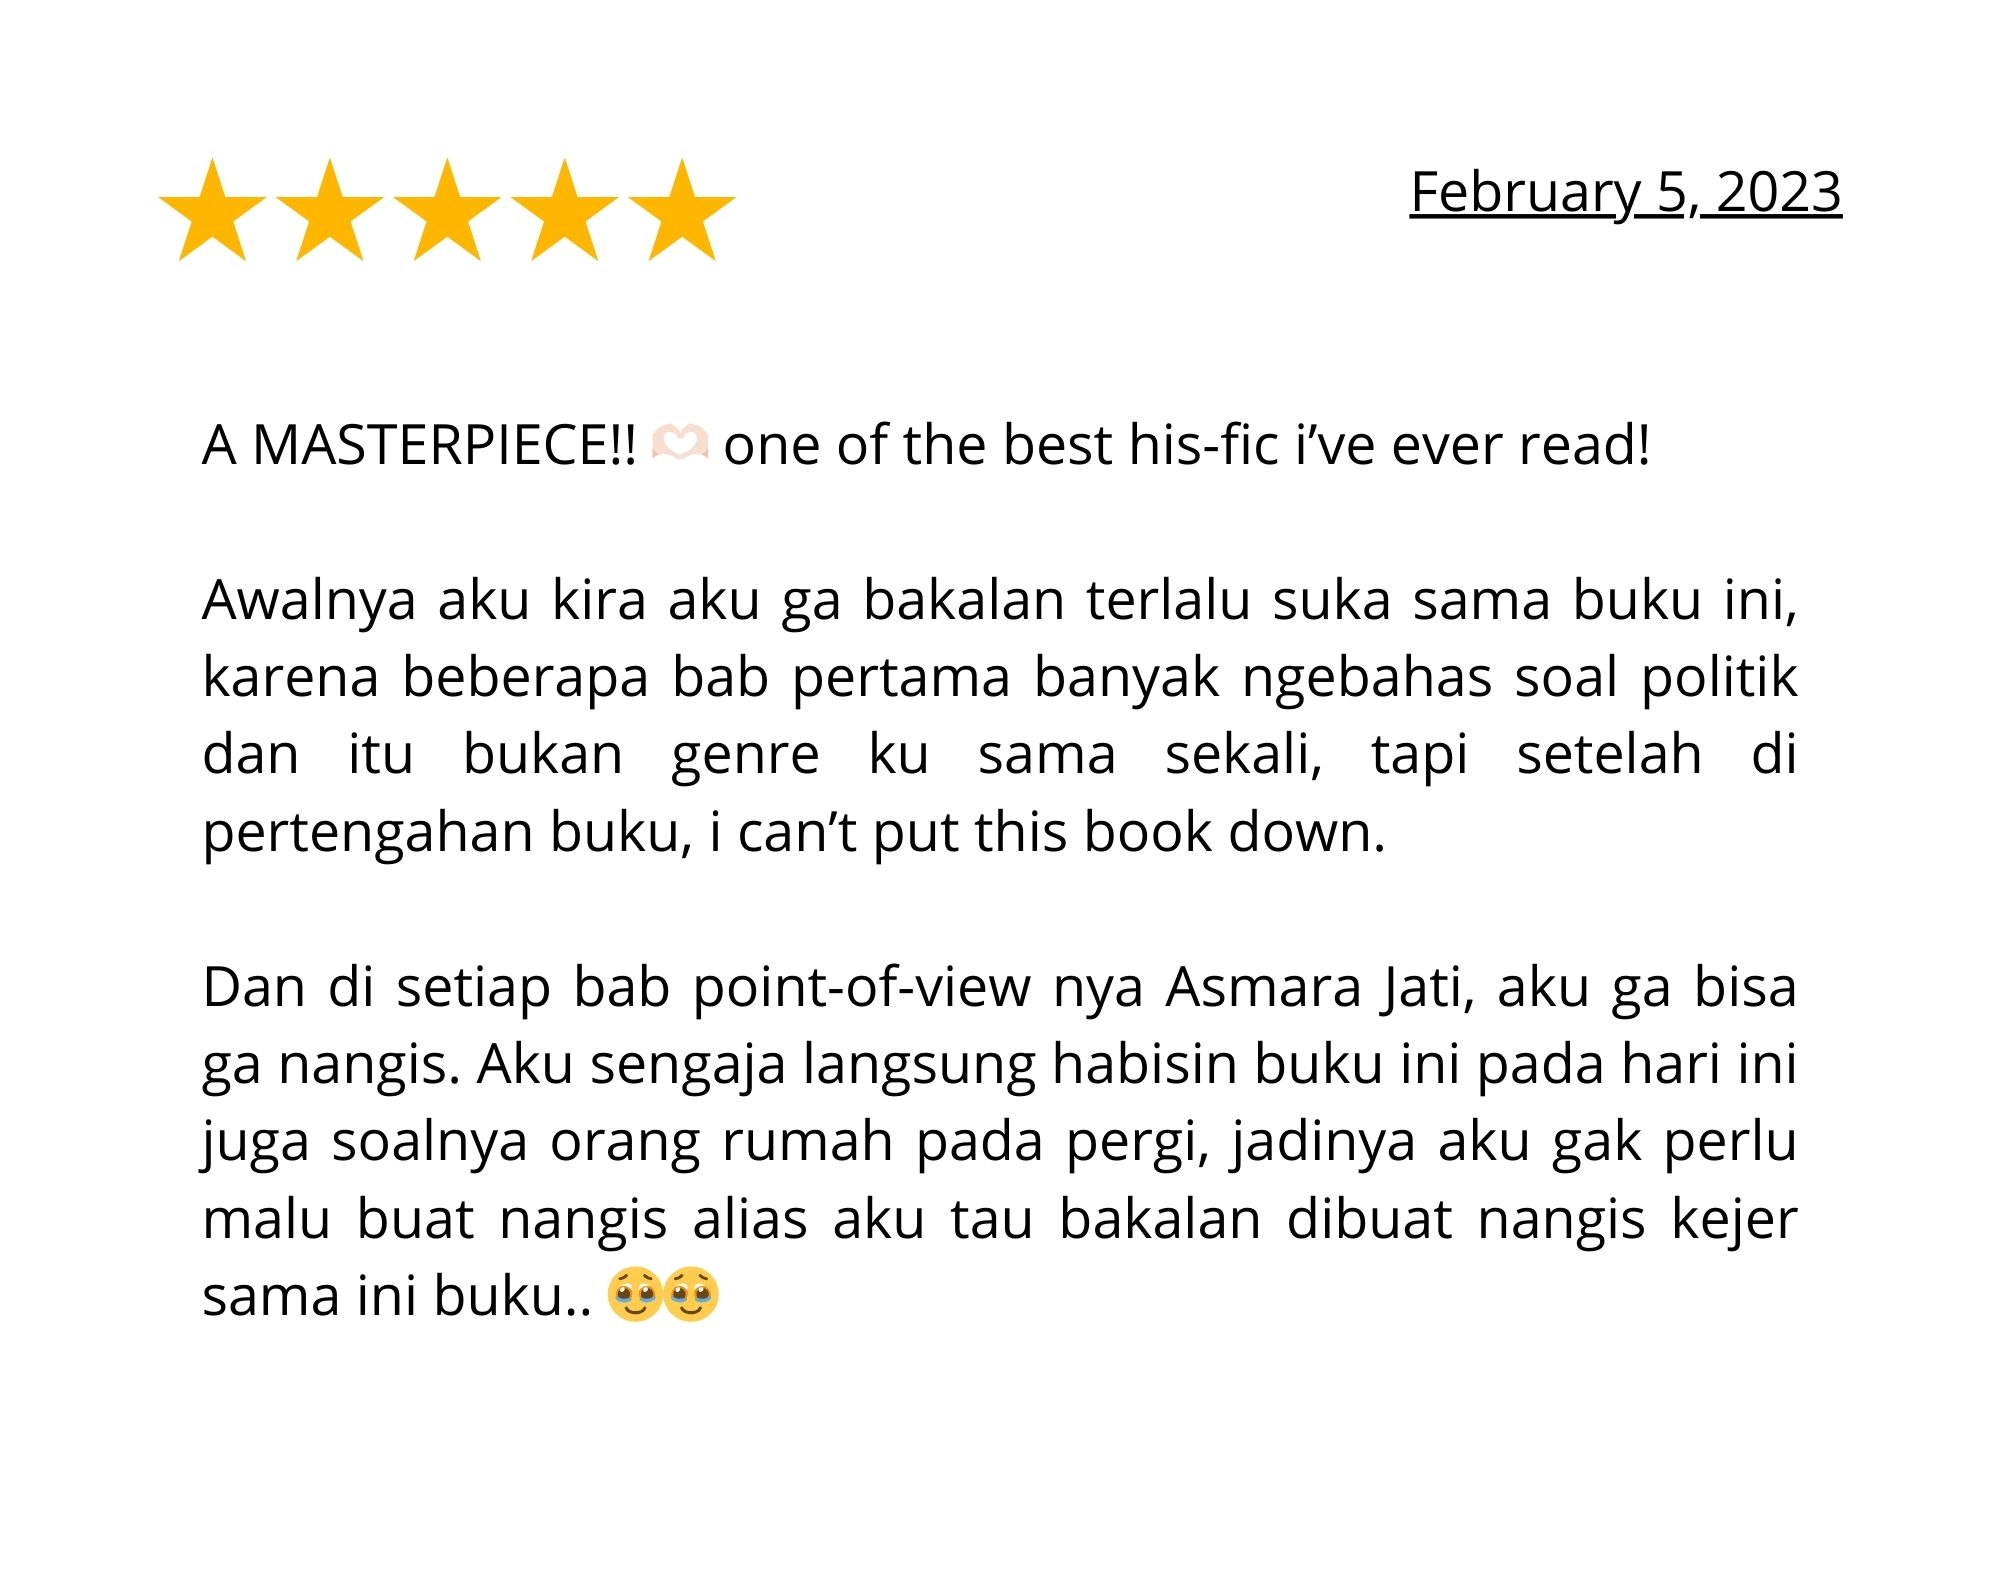 February 5, 2023
A MASTERPIECE!! 🫶🏻 one of the best his-fic i’ve ever read!
Awalnya aku kira aku ga bakalan terlalu suka sama buku ini,
karena beberapa bab pertama banyak ngebahas soal politik
dan itu bukan genre ku sama sekali, tapi setelah di
pertengahan buku, i can’t put this book down.
Dan di setiap bab point-of-view nya Asmara Jati, aku ga bisa
ga nangis. Aku sengaja langsung habisin buku ini pada hari ini
juga soalnya orang rumah pada pergi, jadinya aku gak perlu
malu buat nangis alias aku tau bakalan dibuat nangis kejer
sama ini buku.. 🥹🥹